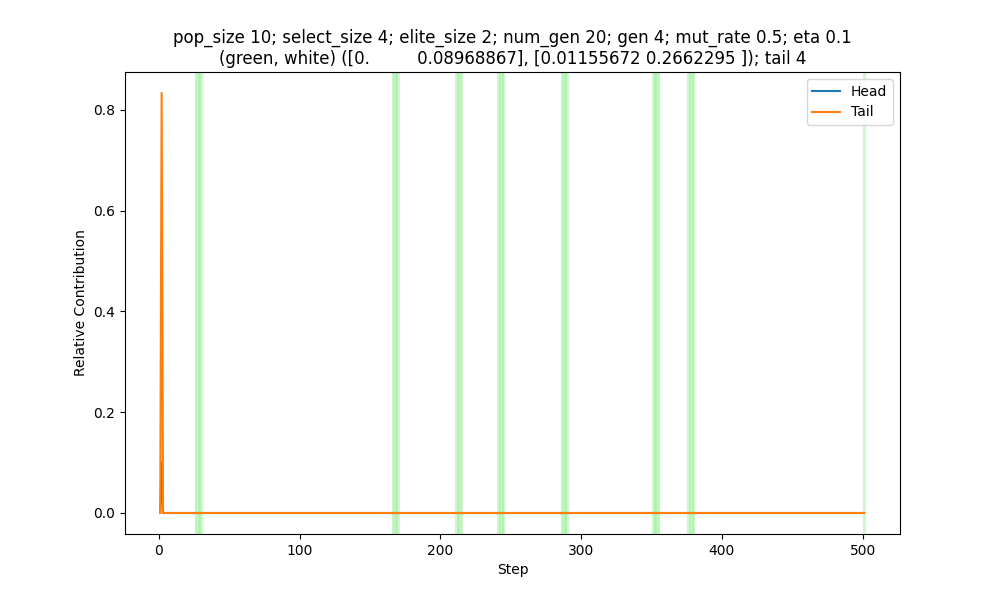 pop_size 10; select_size 4; elite_size 2; num_gen 20; gen 4; mut_rate 0.5; eta 0.1
(green, white) ([0.          0.08968867], [0.01155672 0.2662295 ]); tail 4
Head
Tail
0.8
0.6
0.4
0.2
0.0
Relative Contribution
0 100 200 300 400 500
Step